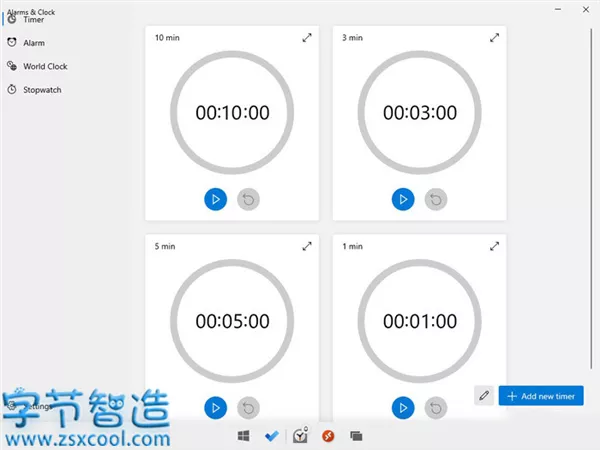 Alarms & Clock
Timer
Alarm
World Clock
Stopwatch
10 min
00:10:00
3 min
00:03:00
5 min
00:05:00
1 min
00:01:00
Add new timer
Settings
字节智造
www.zsxcool.com